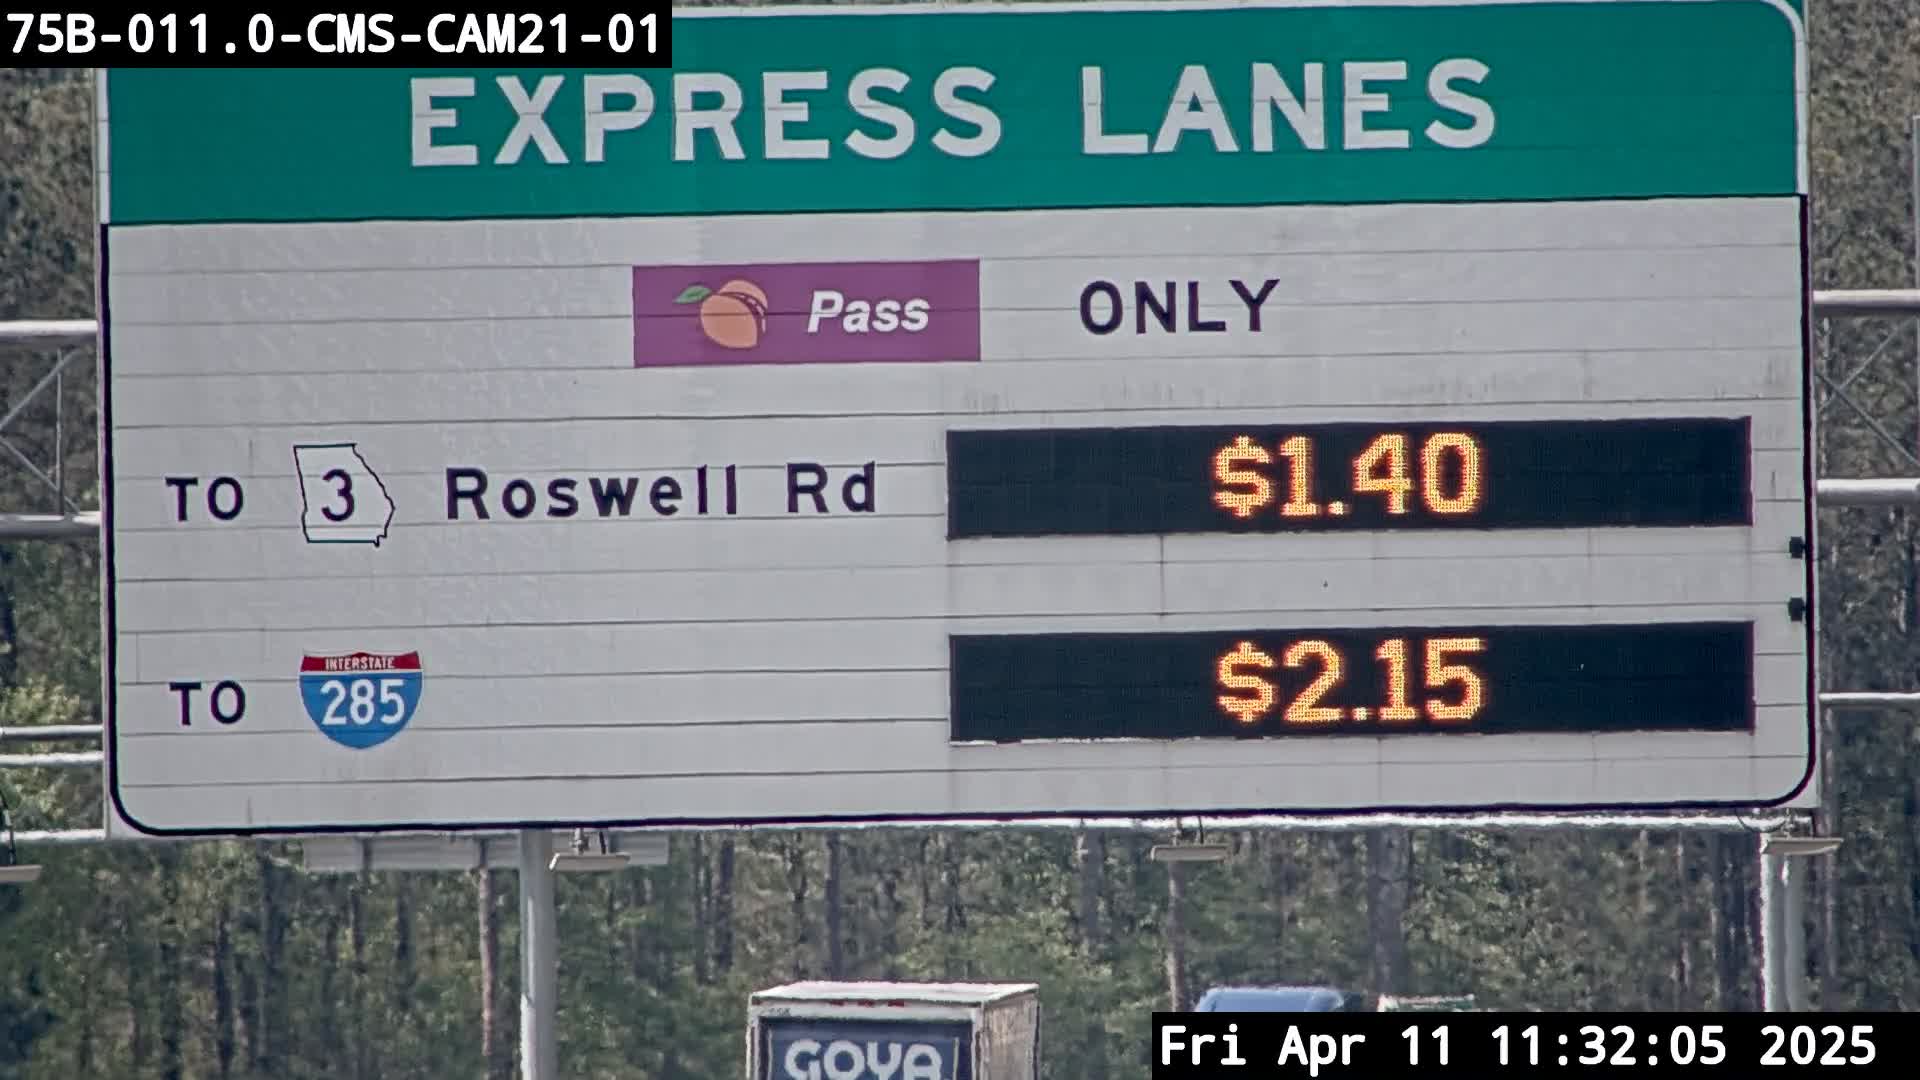 75B-011.0-CMS-CAM21-01
EXPRESS LANES
Pass ONLY
TO 3 Roswell Rd $1.40
INTERSTATE
TO 285 $2.15
GOYA
Fri Apr 11 11:32:05 2025